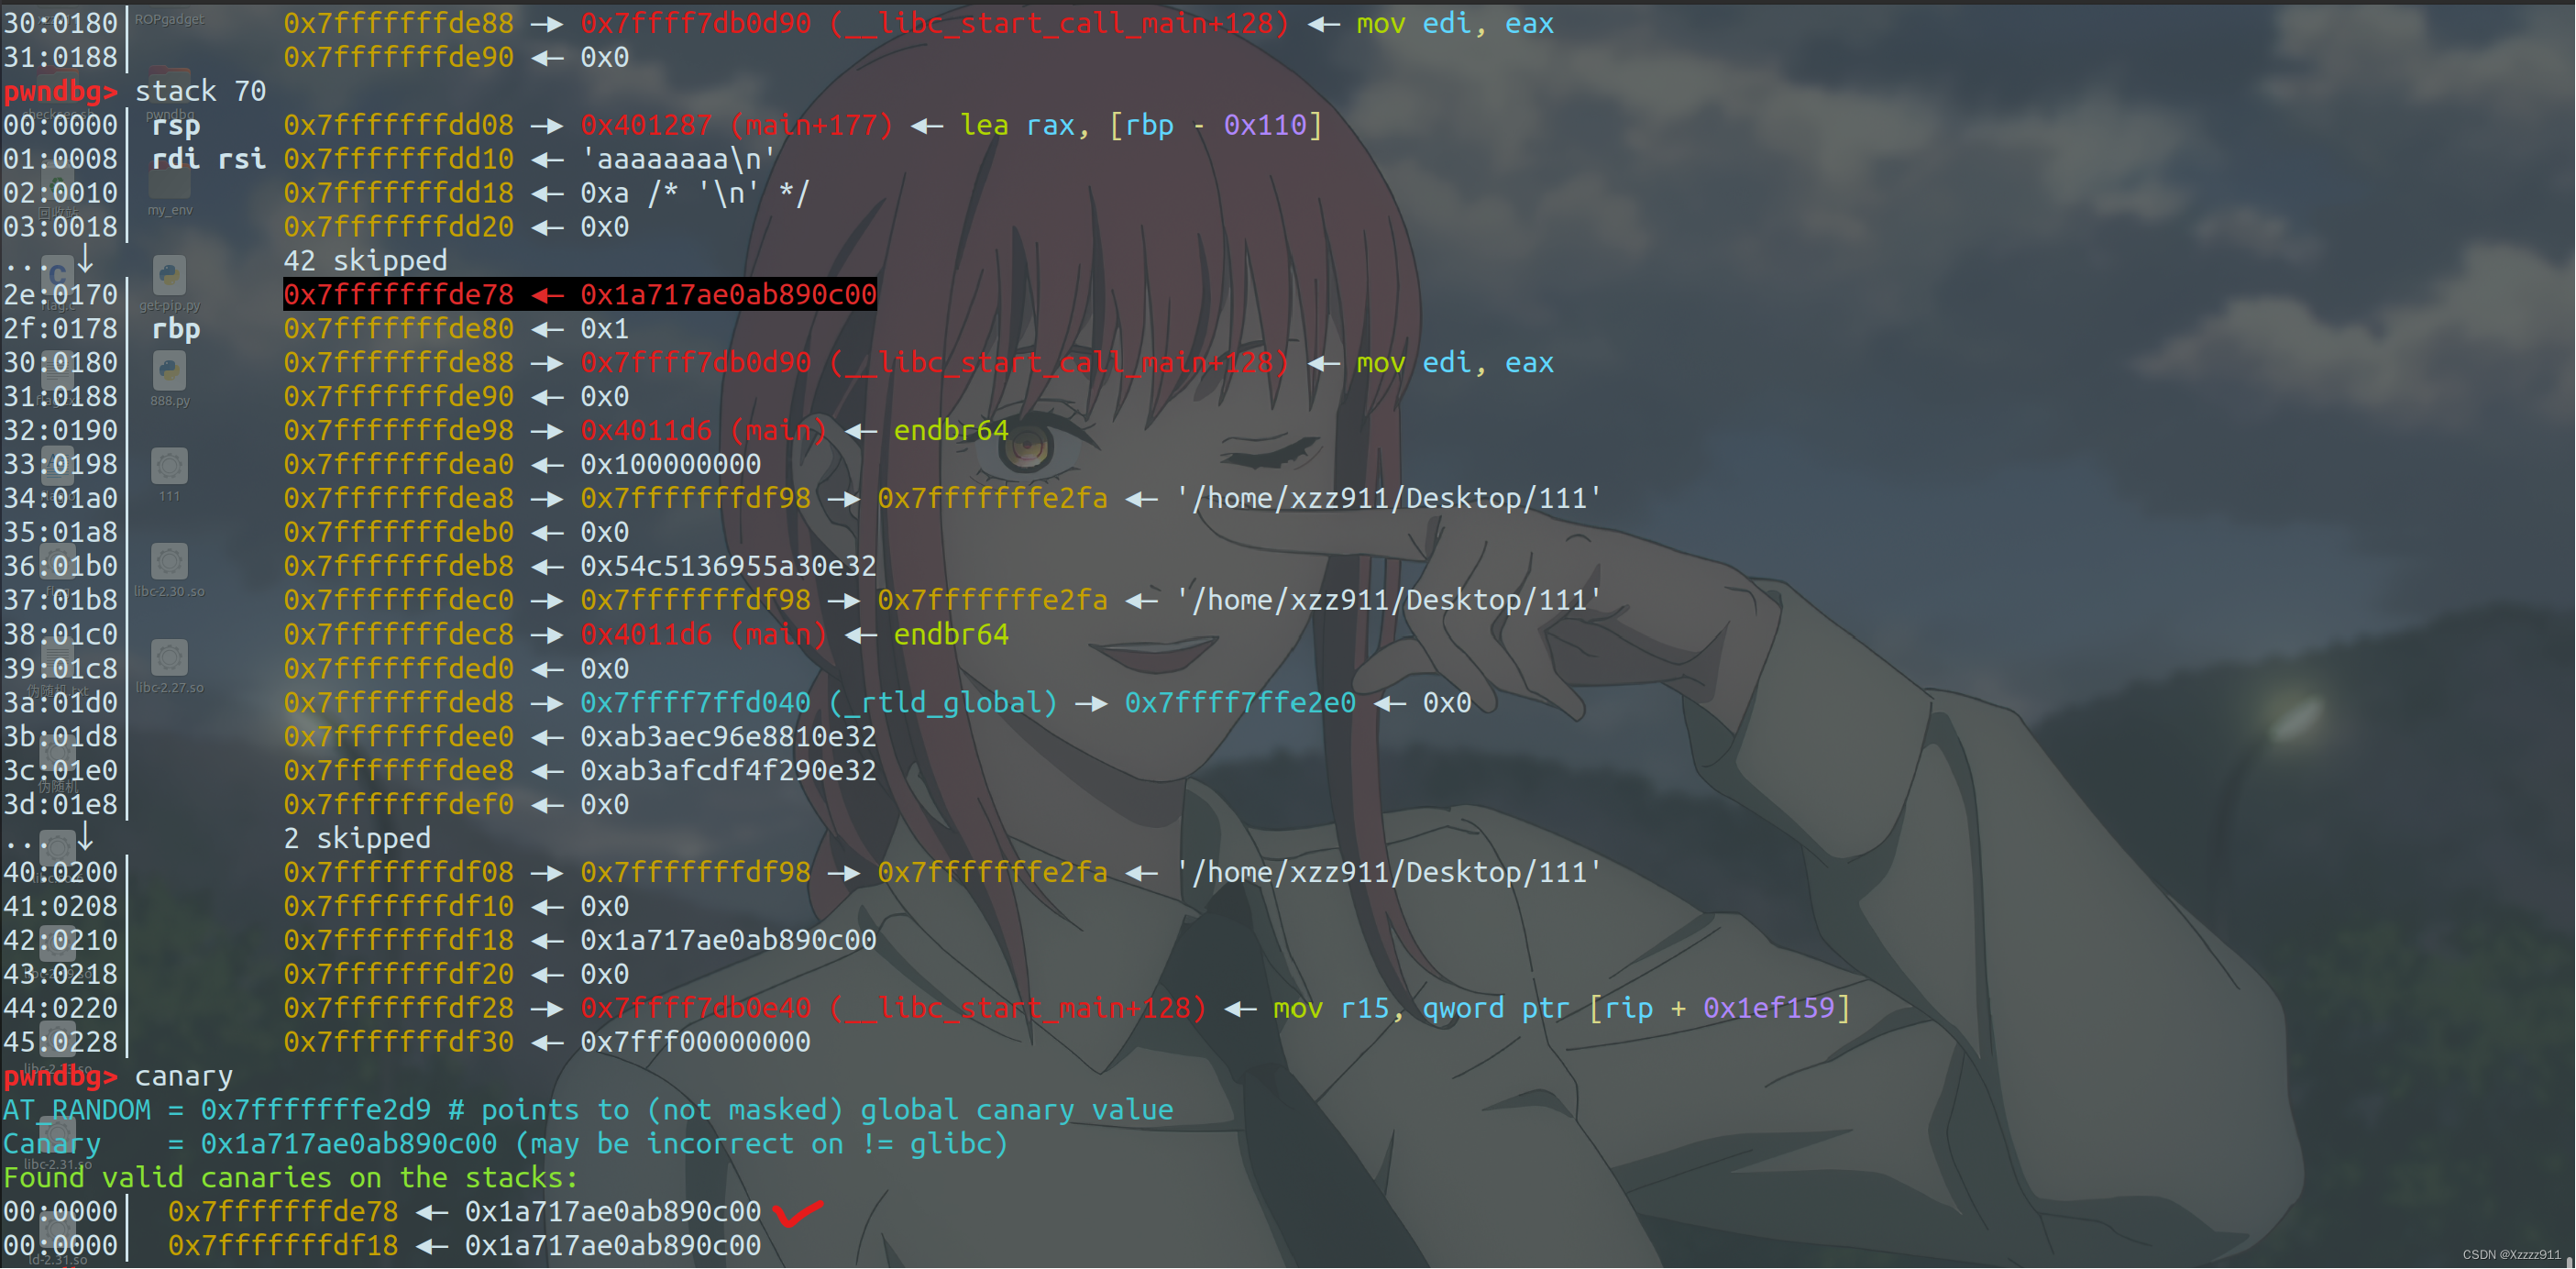 30:0180│ 0x7fffffffde88 —▸ 0x7ffff7db0d90 (__libc_start_call_main+128) ◂— mov edi, eax
31:0188│ 0x7fffffffde90 ◂— 0x0
pwndbg> stack 70
00:0000│ rsp 0x7fffffffdd08 —▸ 0x401287 (main+177) ◂— lea rax, [rbp - 0x110]
01:0008│ rdi rsi 0x7fffffffdd10 ◂— 'aaaaaaaa\n'
02:0010│ 0x7fffffffdd18 ◂— 0xa /* '\n' */
03:0018│ 0x7fffffffdd20 ◂— 0x0
... ↓ 42 skipped
2e:0170│ 0x7fffffffde78 ◂— 0x1a717ae0ab890c00
2f:0178│ rbp 0x7fffffffde80 ◂— 0x1
30:0180│ 0x7fffffffde88 —▸ 0x7ffff7db0d90 (__libc_start_call_main+128) ◂— mov edi, eax
31:0188│ 0x7fffffffde90 ◂— 0x0
32:0190│ 0x7fffffffde98 —▸ 0x4011d6 (main) ◂— endbr64
33:0198│ 0x7fffffffdea0 ◂— 0x100000000
34:01a0│ 0x7fffffffdea8 —▸ 0x7fffffffdf98 —▸ 0x7fffffffe2fa ◂— '/home/xzz911/Desktop/111'
35:01a8│ 0x7fffffffdeb0 ◂— 0x0
36:01b0│ 0x7fffffffdeb8 ◂— 0x54c5136955a30e32
37:01b8│ 0x7fffffffdec0 —▸ 0x7fffffffdf98 —▸ 0x7fffffffe2fa ◂— '/home/xzz911/Desktop/111'
38:01c0│ 0x7fffffffdec8 —▸ 0x4011d6 (main) ◂— endbr64
39:01c8│ 0x7fffffffded0 ◂— 0x0
3a:01d0│ 0x7fffffffded8 —▸ 0x7ffff7ffd040 (_rtld_global) —▸ 0x7ffff7ffe2e0 ◂— 0x0
3b:01d8│ 0x7fffffffdee0 ◂— 0xab3aec96e8810e32
3c:01e0│ 0x7fffffffdee8 ◂— 0xab3afcdf4f290e32
3d:01e8│ 0x7fffffffdef0 ◂— 0x0
... ↓ 2 skipped
40:0200│ 0x7fffffffdf08 —▸ 0x7fffffffdf98 —▸ 0x7fffffffe2fa ◂— '/home/xzz911/Desktop/111'
41:0208│ 0x7fffffffdf10 ◂— 0x0
42:0210│ 0x7fffffffdf18 ◂— 0x1a717ae0ab890c00
43:0218│ 0x7fffffffdf20 ◂— 0x0
44:0220│ 0x7fffffffdf28 —▸ 0x7ffff7db0e40 (__libc_start_main+128) ◂— mov r15, qword ptr [rip + 0x1ef159]
45:0228│ 0x7fffffffdf30 ◂— 0x7fff00000000
pwndbg> canary
AT_RANDOM = 0x7fffffffe2d9 # points to (not masked) global canary value
Canary = 0x1a717ae0ab890c00 (may be incorrect on != glibc)
Found valid canaries on the stacks:
00:0000│ 0x7fffffffde78 ◂— 0x1a717ae0ab890c00
00:0000│ 0x7fffffffdf18 ◂— 0x1a717ae0ab890c00
ROPgadget
pwndbg
my_env
get-pip.py
888.py
111
libc-2.30 .so
libc-2.27.so
回收站
伪随机.txt
伪随机
libc-2.31.so
ld-2.31.so
CSDN @Xzzzz911